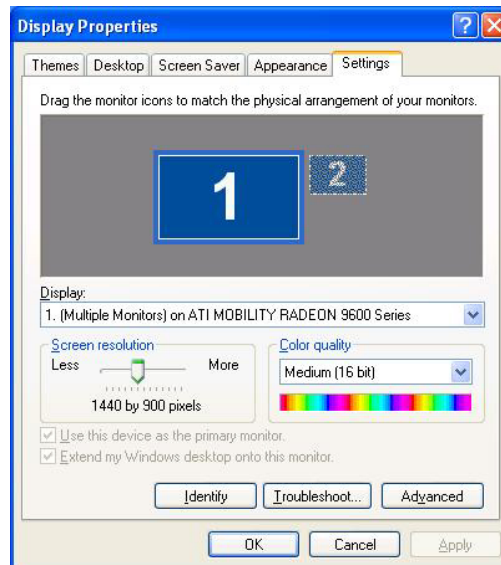 Display Properties
Themes Desktop Screen Saver Appearance Settings
Drag the monitor icons to match the physical arrangement of your monitors.
1 2
Display:
1. (Multiple Monitors) on ATI MOBILITY RADEON 9600 Series
Screen resolution Color quality
Less More Medium (16 bit)
1440 by 900 pixels
Use this device as the primary monitor.
Extend my Windows desktop onto this monitor.
Identify Troubleshoot... Advanced
OK Cancel Apply